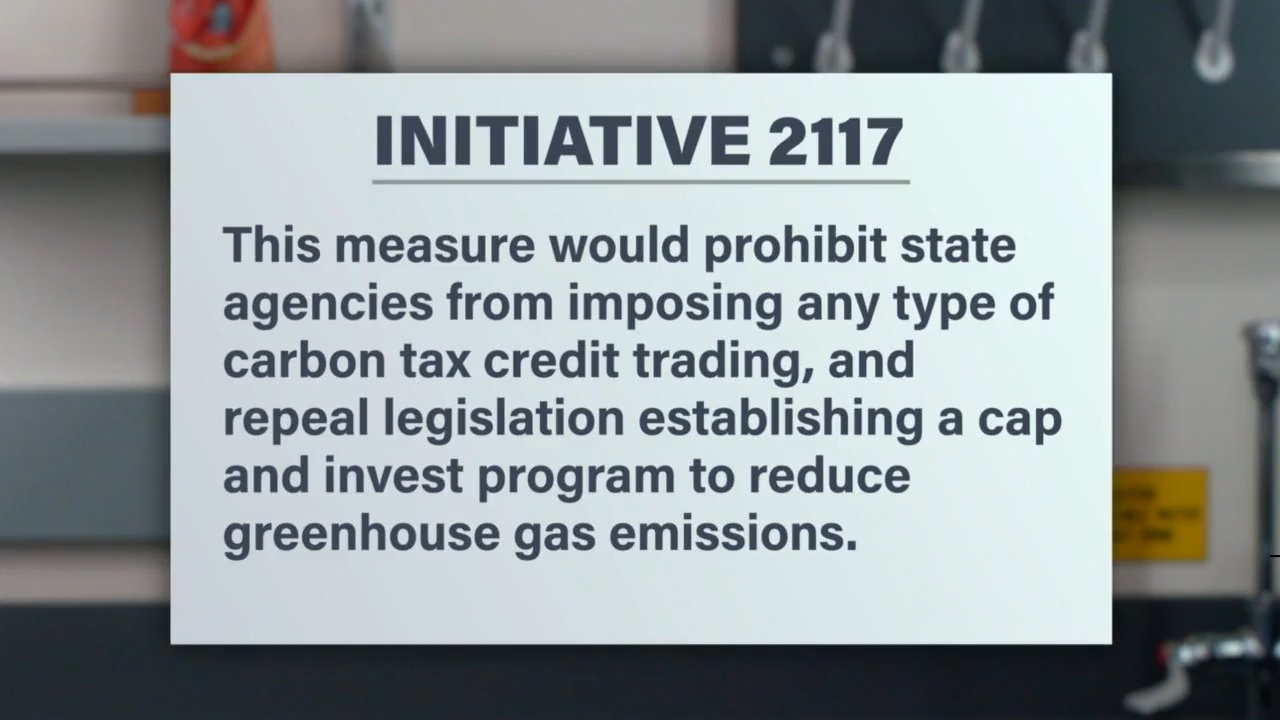 INITIATIVE 2117
This measure would prohibit state
agencies from imposing any type of
carbon tax credit trading, and
repeal legislation establishing a cap
and invest program to reduce
greenhouse gas emissions.